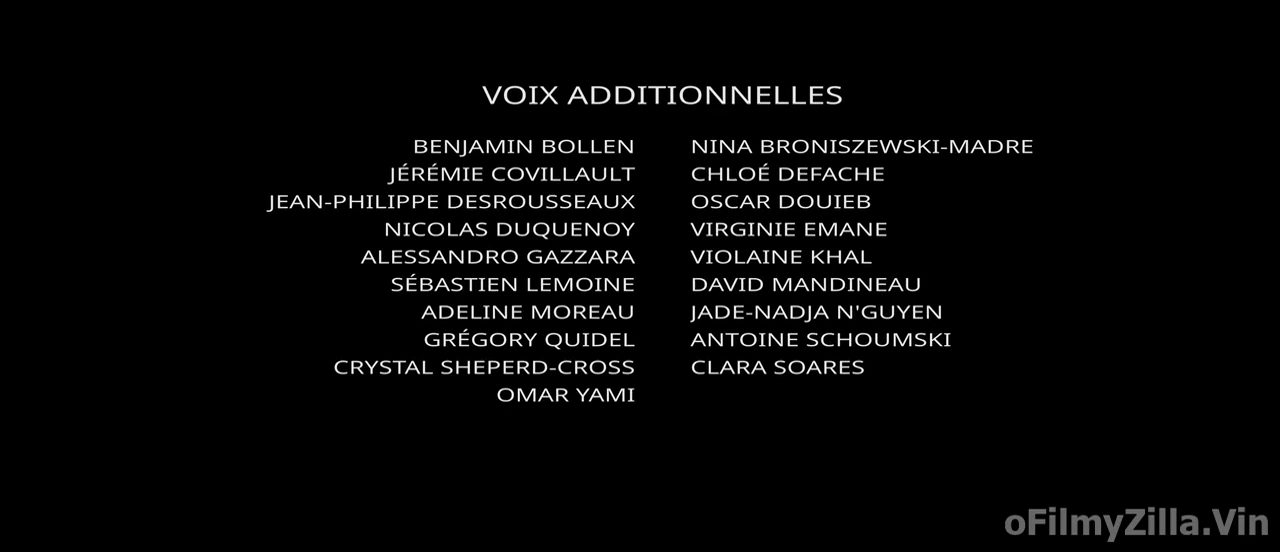 VOIX ADDITIONNELLES
BENJAMIN BOLLEN
JÉRÉMIE COVILLAULT
JEAN-PHILIPPE DESROUSSEAUX
NICOLAS DUQUENOY
ALESSANDRO GAZZARA
SÉBASTIEN LEMOINE
ADELINE MOREAU
GRÉGORY QUIDEL
CRYSTAL SHEPERD-CROSS
OMAR YAMI
NINA BRONISZEWSKI-MADRE
CHLOÉ DEFACHE
OSCAR DOUIEB
VIRGINIE EMANE
VIOLAINE KHAL
DAVID MANDINEAU
JADE-NADJA N'GUYEN
ANTOINE SCHOUMSKI
CLARA SOARES
oFilmyZilla.Vin